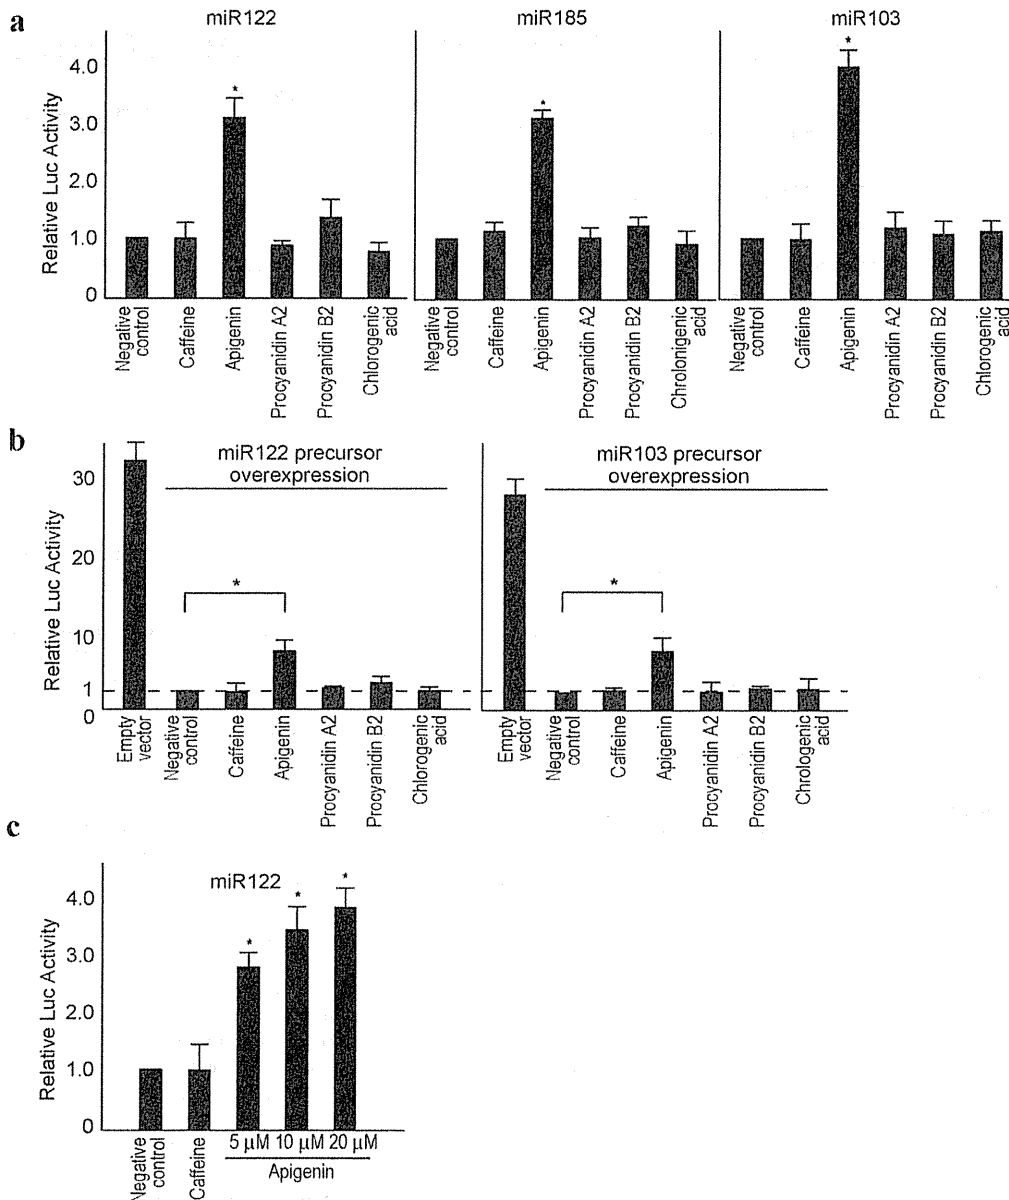 a
miR122
miR185
miR103
Relative Luc Activity
4.0
3.0
2.0
1.0
0
*
*
*
Negative control
Caffeine
Apigenin
Procyanidin A2
Procyanidin B2
Chlorogenic acid
Negative control
Caffeine
Apigenin
Procyanidin A2
Procyanidin B2
Chrolonigenic acid
Negative control
Caffeine
Apigenin
Procyanidin A2
Procyanidin B2
Chlorogenic acid
b
miR122 precursor
overexpression
miR103 precursor
overexpression
Relative Luc Activity
30
20
10
1
0
*
*
Empty vector
Negative control
Caffeine
Apigenin
Procyanidin A2
Procyanidin B2
Chlorogenic acid
Empty vector
Negative control
Caffeine
Apigenin
Procyanidin A2
Procyanidin B2
Chrologenic acid
c
miR122
Relative Luc Activity
4.0
3.0
2.0
1.0
0
*
*
*
Negative control
Caffeine
5 µM 10 µM 20 µM
Apigenin